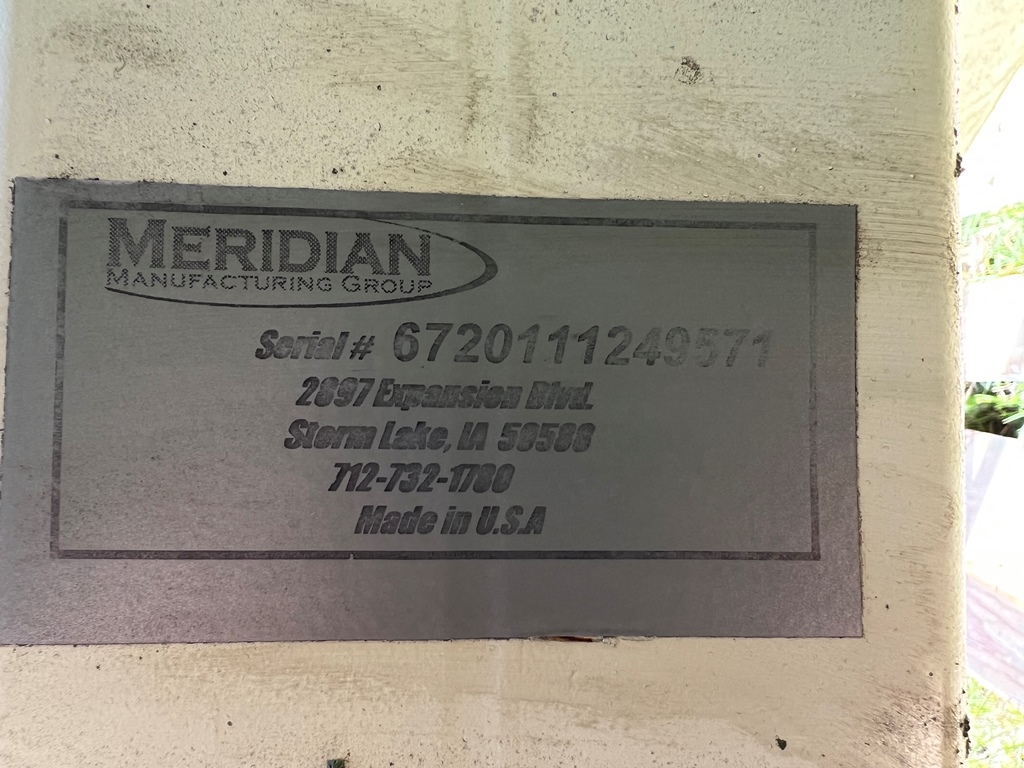 MERIDIAN
MANUFACTURING GROUP
Serial # 67201111249571
2897 Expansion Blvd.
Storm Lake, IA 50588
712-732-1780
Made in U.S.A